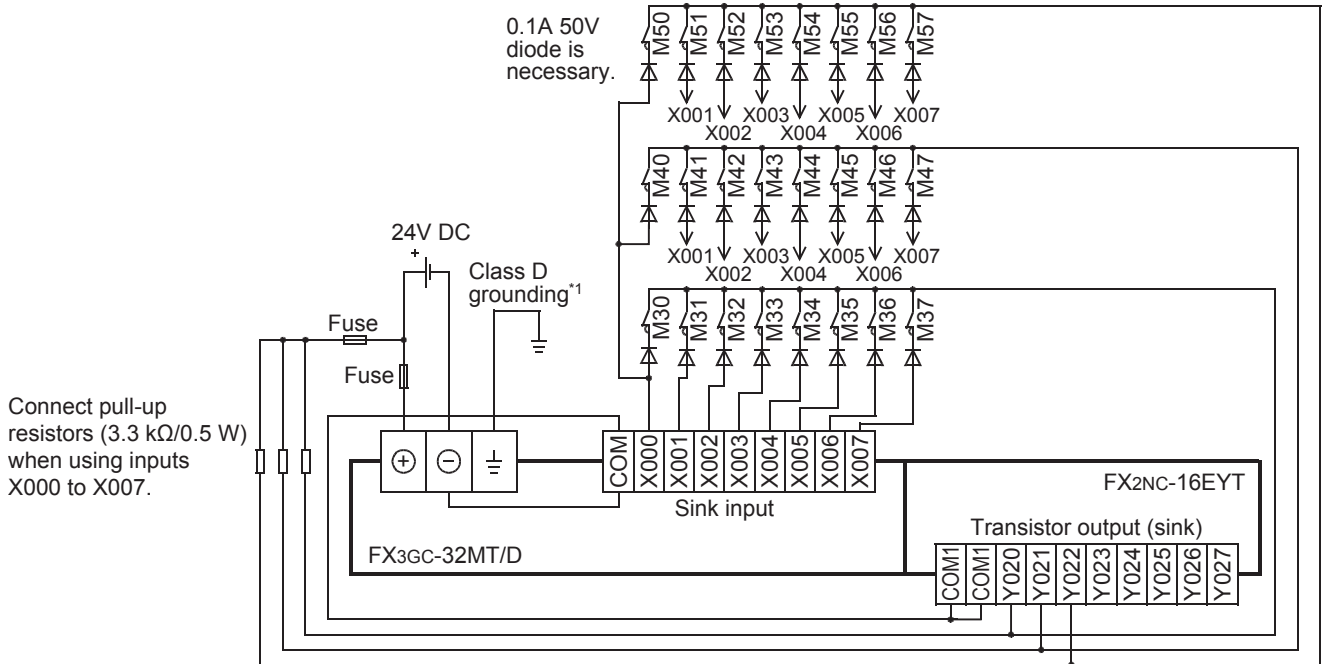 0.1A 50V
diode is
necessary.
M50 M51 M52 M53 M54 M55 M56 M57
X001 X003 X005 X007
X002 X004 X006
M40 M41 M42 M43 M44 M45 M46 M47
X001 X003 X005 X007
X002 X004 X006
24V DC
+
Class D
grounding*1
M30 M31 M32 M33 M34 M35 M36 M37
Fuse
Fuse
Connect pull-up
resistors (3.3 kΩ/0.5 W)
when using inputs
X000 to X007.
+ −
COM X000 X001 X002 X003 X004 X005 X006 X007
Sink input
FX2NC-16EYT
Transistor output (sink)
FX3GC-32MT/D
COM1 COM1 Y020 Y021 Y022 Y023 Y024 Y025 Y026 Y027